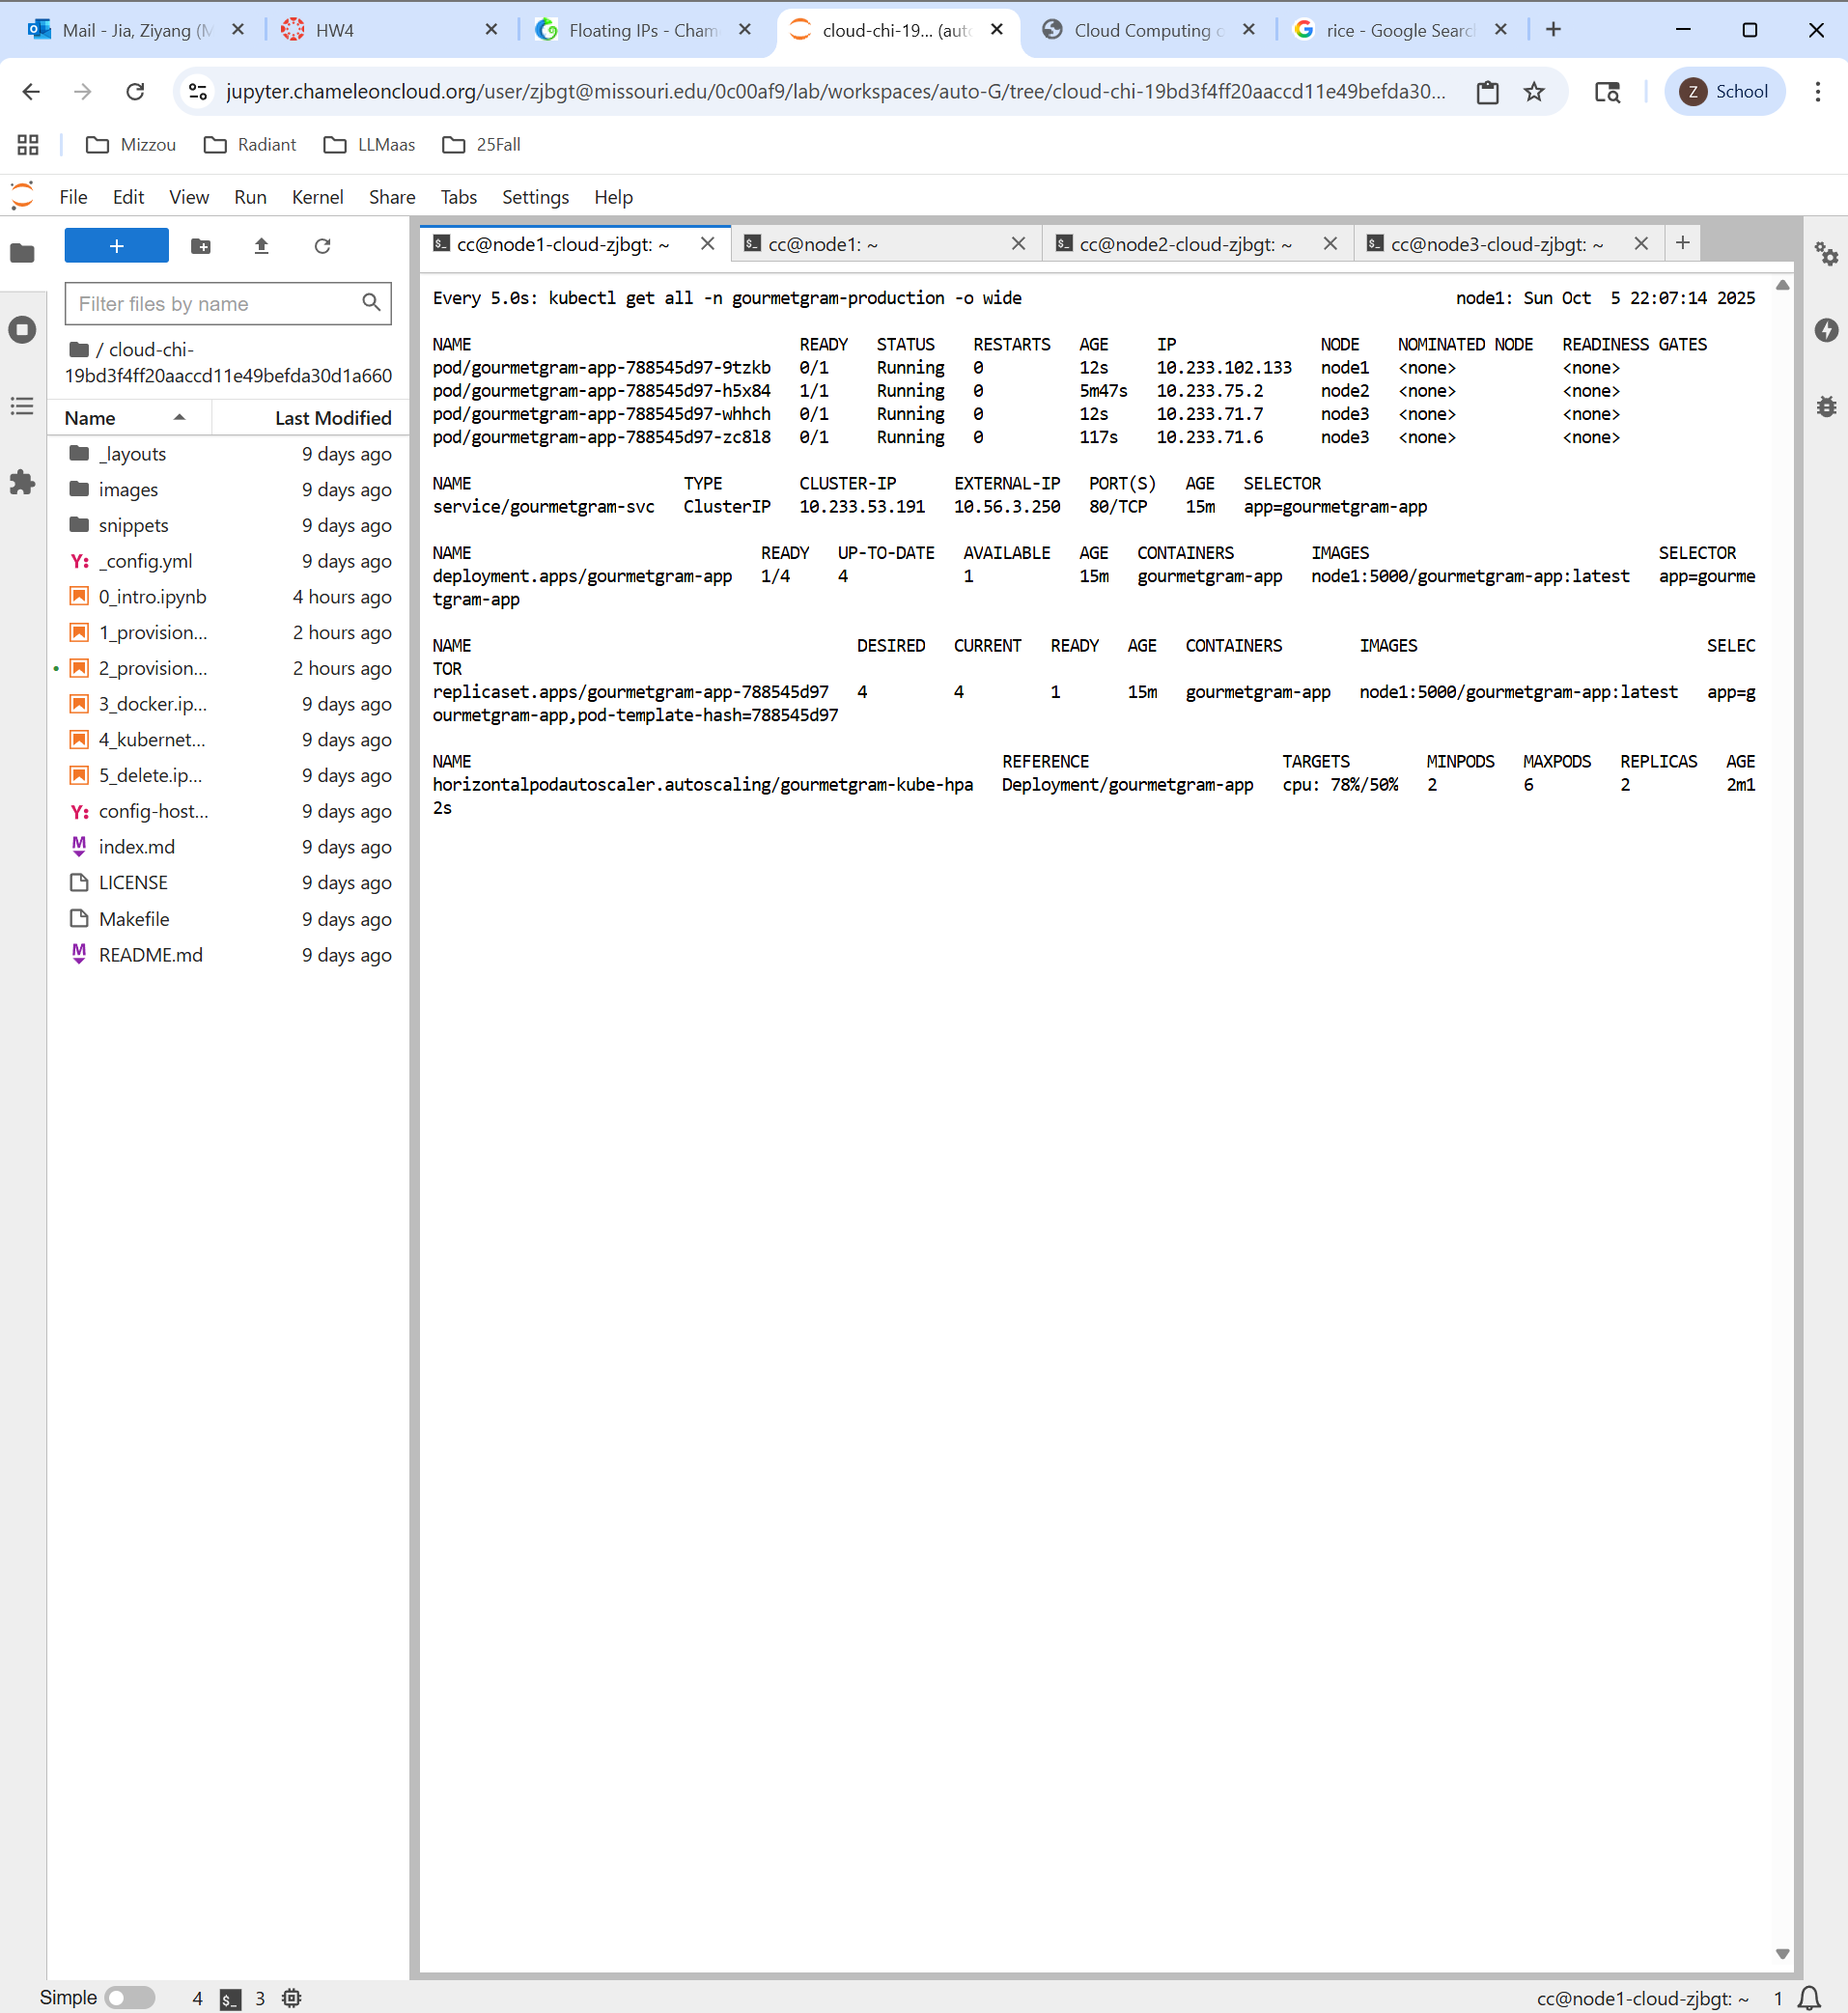 Mail - Jia, Ziyang (M
HW4
Floating IPs - Cham
cloud-chi-19... (auto
Cloud Computing o
rice - Google Searc
jupyter.chameleoncloud.org/user/zjbgt@missouri.edu/0c00af9/lab/workspaces/auto-G/tree/cloud-chi-19bd3f4ff20aaccd11e49befda30...
Z School
Mizzou Radiant LLMaas 25Fall
File Edit View Run Kernel Share Tabs Settings Help
+
Filter files by name
/ cloud-chi-
19bd3f4ff20aaccd11e49befda30d1a660
Name Last Modified
_layouts 9 days ago
images 9 days ago
snippets 9 days ago
Y: _config.yml 9 days ago
0_intro.ipynb 4 hours ago
1_provision... 2 hours ago
2_provision... 2 hours ago
3_docker.ip... 9 days ago
4_kubernet... 9 days ago
5_delete.ip... 9 days ago
Y: config-host... 9 days ago
M index.md 9 days ago
LICENSE 9 days ago
Makefile 9 days ago
M README.md 9 days ago
cc@node1-cloud-zjbgt: ~ cc@node1: ~ cc@node2-cloud-zjbgt: ~ cc@node3-cloud-zjbgt: ~
Every 5.0s: kubectl get all -n gourmetgram-production -o wide node1: Sun Oct 5 22:07:14 2025
NAME READY STATUS RESTARTS AGE IP NODE NOMINATED NODE READINESS GATES
pod/gourmetgram-app-788545d97-9tzkb 0/1 Running 0 12s 10.233.102.133 node1 <none> <none>
pod/gourmetgram-app-788545d97-h5x84 1/1 Running 0 5m47s 10.233.75.2 node2 <none> <none>
pod/gourmetgram-app-788545d97-whhch 0/1 Running 0 12s 10.233.71.7 node3 <none> <none>
pod/gourmetgram-app-788545d97-zc8l8 0/1 Running 0 117s 10.233.71.6 node3 <none> <none>
NAME TYPE CLUSTER-IP EXTERNAL-IP PORT(S) AGE SELECTOR
service/gourmetgram-svc ClusterIP 10.233.53.191 10.56.3.250 80/TCP 15m app=gourmetgram-app
NAME READY UP-TO-DATE AVAILABLE AGE CONTAINERS IMAGES SELECTOR
deployment.apps/gourmetgram-app 1/4 4 1 15m gourmetgram-app node1:5000/gourmetgram-app:latest app=gourme
tgram-app
NAME DESIRED CURRENT READY AGE CONTAINERS IMAGES SELEC
TOR
replicaset.apps/gourmetgram-app-788545d97 4 4 1 15m gourmetgram-app node1:5000/gourmetgram-app:latest app=g
ourmetgram-app,pod-template-hash=788545d97
NAME REFERENCE TARGETS MINPODS MAXPODS REPLICAS AGE
horizontalpodautoscaler.autoscaling/gourmetgram-kube-hpa Deployment/gourmetgram-app cpu: 78%/50% 2 6 2 2m1
2s
Simple 4 $_ 3 cc@node1-cloud-zjbgt: ~ 1